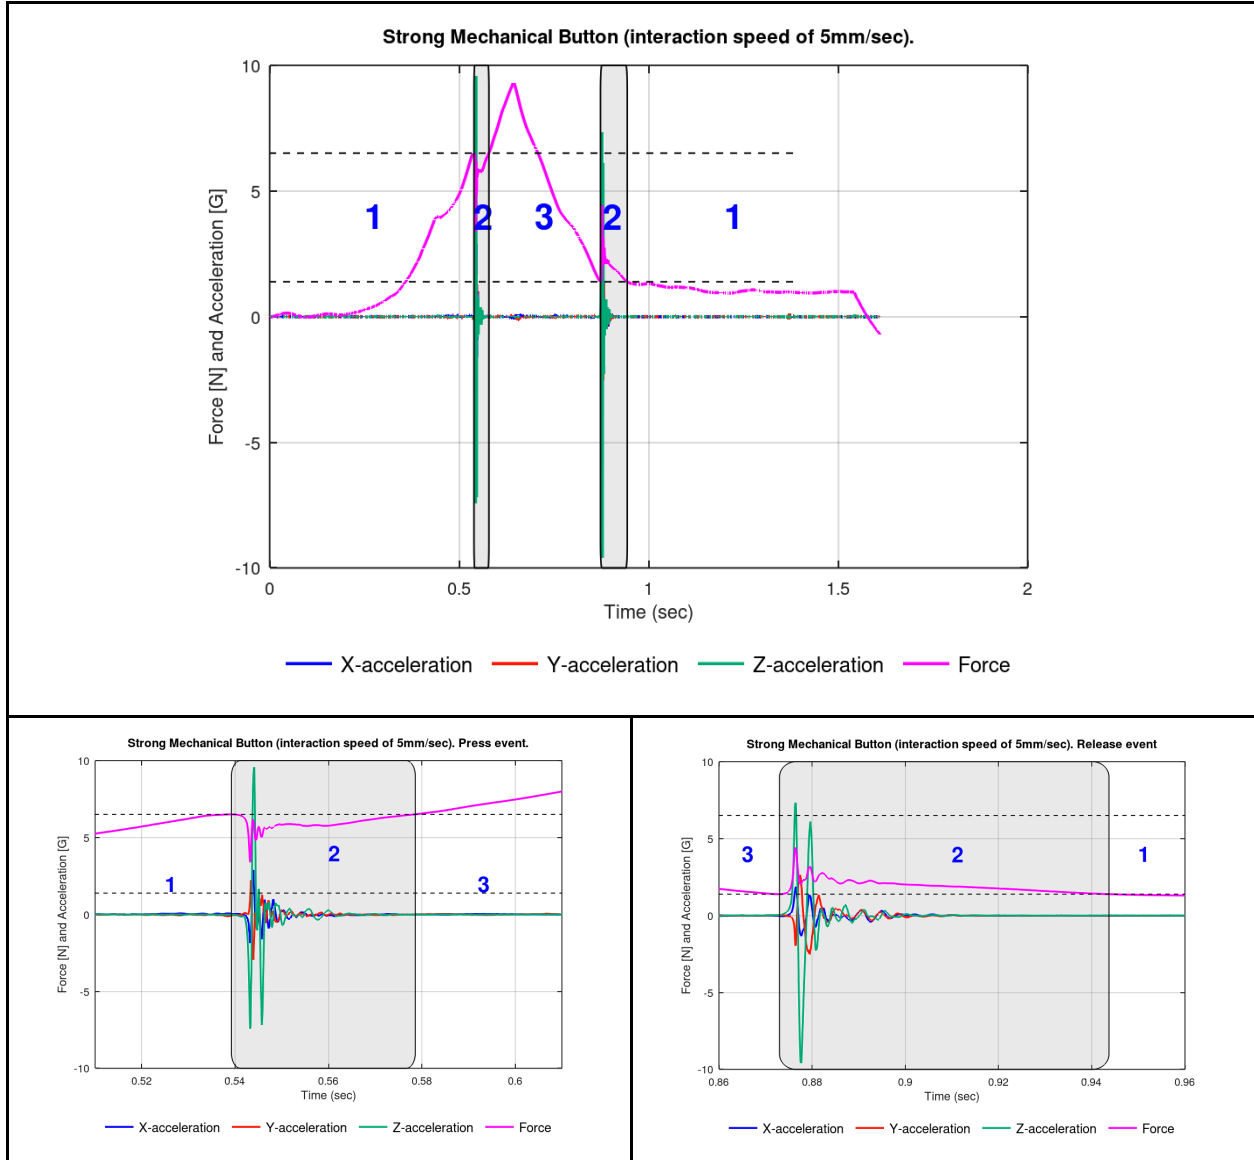 Strong Mechanical Button (interaction speed of 5mm/sec).
Force [N] and Acceleration [G]
10
5
0
-5
-10
1
2
3
2
1
0
0.5
1
1.5
2
Time (sec)
X-acceleration
Y-acceleration
Z-acceleration
Force
Strong Mechanical Button (interaction speed of 5mm/sec). Press event.
Force [N] and Acceleration [G]
10
5
0
-5
-10
1
2
3
0.52
0.54
0.56
0.58
0.6
Time (sec)
X-acceleration
Y-acceleration
Z-acceleration
Force
Strong Mechanical Button (interaction speed of 5mm/sec). Release event
Force [N] and Acceleration [G]
10
5
0
-5
-10
3
2
1
0.86
0.88
0.9
0.92
0.94
0.96
Time (sec)
X-acceleration
Y-acceleration
Z-acceleration
Force